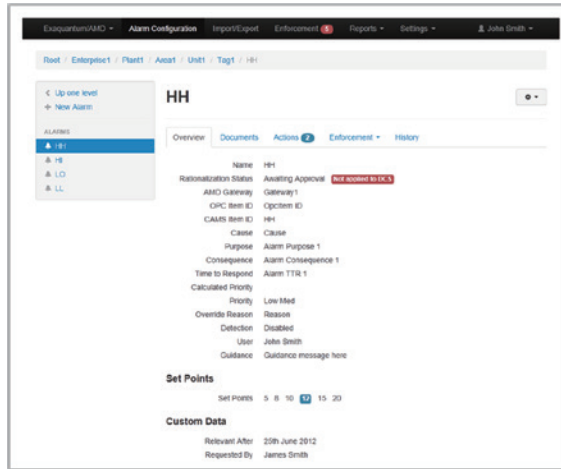 Exaquantum/AMO Alarm Configuration Import/Export Enforcement 5 Reports Settings John Smith
Root / Enterprise1 / Plant1 / Area1 / Unit1 / Tag1 / HH
Up one level
New Alarm
ALARMS
HH
HI
LO
LL
HH
Overview Documents Actions 2 Enforcement History
Name HH
Rationalization Status Awaiting Approval Not applied to DCS
AMO Gateway Gateway1
OPC Item ID OpcItem ID
CAMS Item ID HH
Cause Cause
Purpose Alarm Purpose 1
Consequence Alarm Consequence 1
Time to Respond Alarm TTR 1
Calculated Priority
Priority Low Med
Override Reason Reason
Detection Disabled
User John Smith
Guidance Guidance message here
Set Points
Set Points 5 8 10 12 15 20
Custom Data
Relevant After 25th June 2012
Requested By James Smith